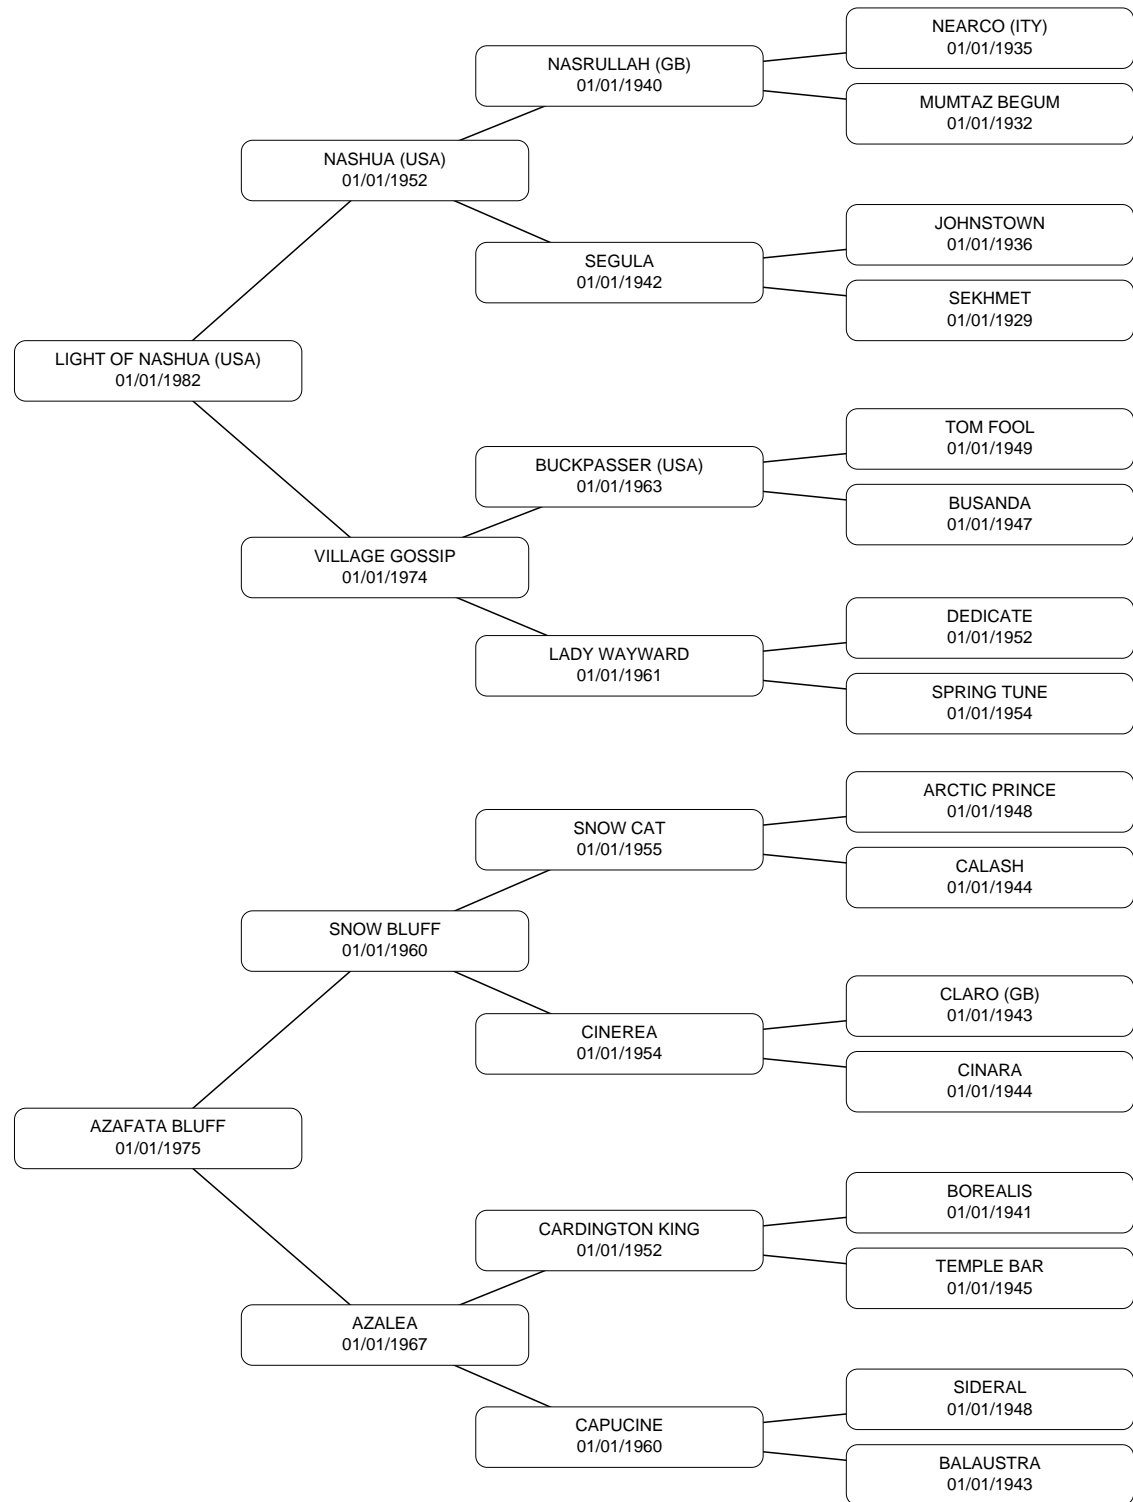 NEARCO (ITY)
01/01/1935
NASRULLAH (GB)
01/01/1940
MUMTAZ BEGUM
01/01/1932
NASHUA (USA)
01/01/1952
JOHNSTOWN
01/01/1936
SEGULA
01/01/1942
SEKHMET
01/01/1929
LIGHT OF NASHUA (USA)
01/01/1982
TOM FOOL
01/01/1949
BUCKPASSER (USA)
01/01/1963
BUSANDA
01/01/1947
VILLAGE GOSSIP
01/01/1974
DEDICATE
01/01/1952
LADY WAYWARD
01/01/1961
SPRING TUNE
01/01/1954
ARCTIC PRINCE
01/01/1948
SNOW CAT
01/01/1955
CALASH
01/01/1944
SNOW BLUFF
01/01/1960
CLARO (GB)
01/01/1943
CINEREA
01/01/1954
CINARA
01/01/1944
AZAFATA BLUFF
01/01/1975
BOREALIS
01/01/1941
CARDINGTON KING
01/01/1952
TEMPLE BAR
01/01/1945
AZALEA
01/01/1967
SIDERAL
01/01/1948
CAPUCINE
01/01/1960
BALAUSTRA
01/01/1943